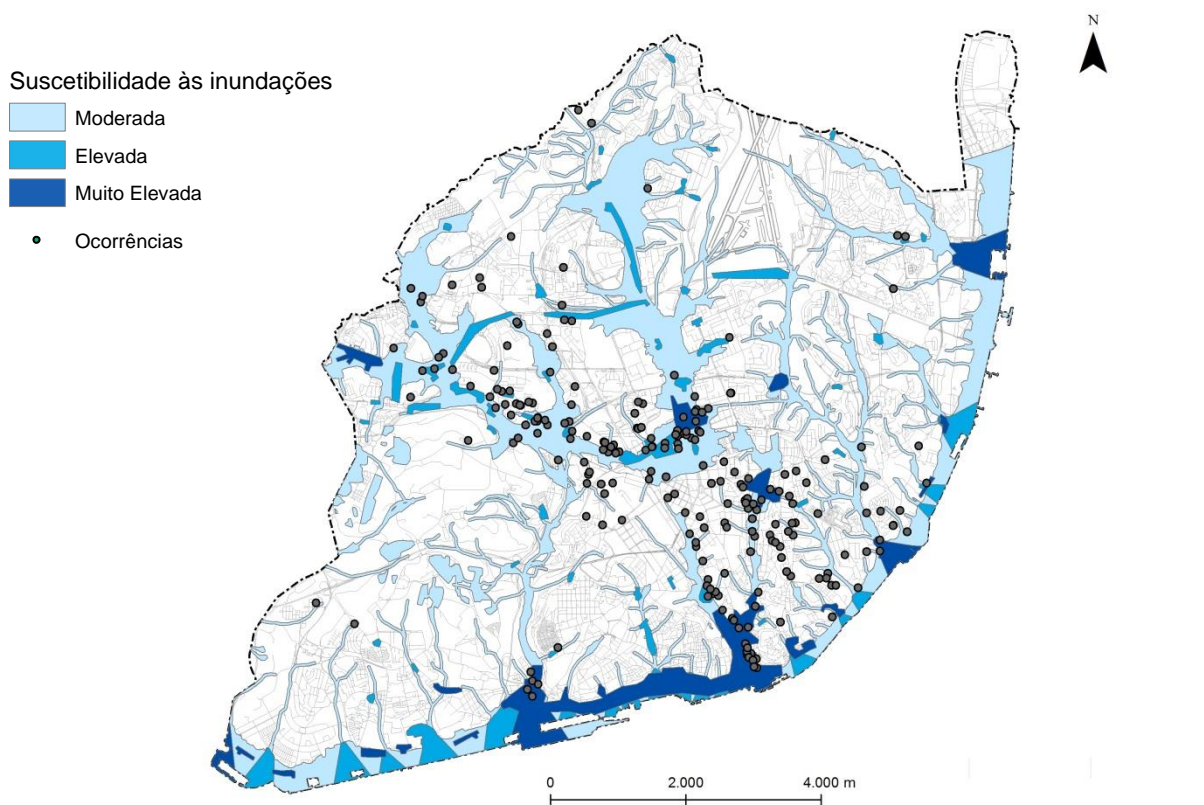 N
Suscetibilidade às inundações
Moderada
Elevada
Muito Elevada
Ocorrências
0 2.000 4.000 m